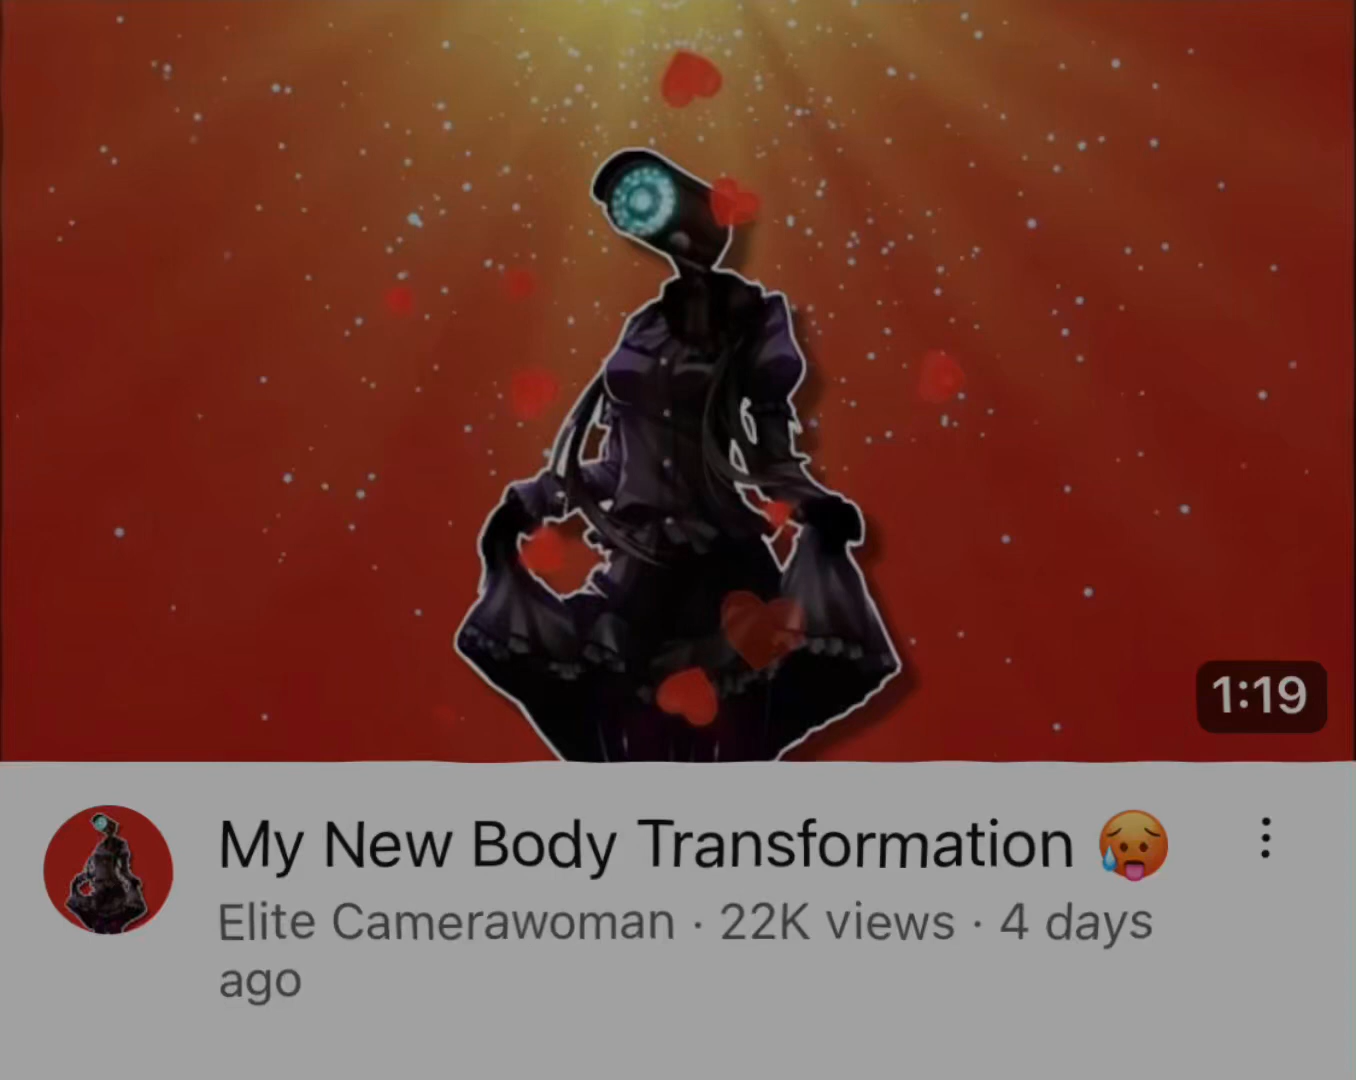 1:19
My New Body Transformation 🥵
Elite Camerawoman · 22K views · 4 days
ago